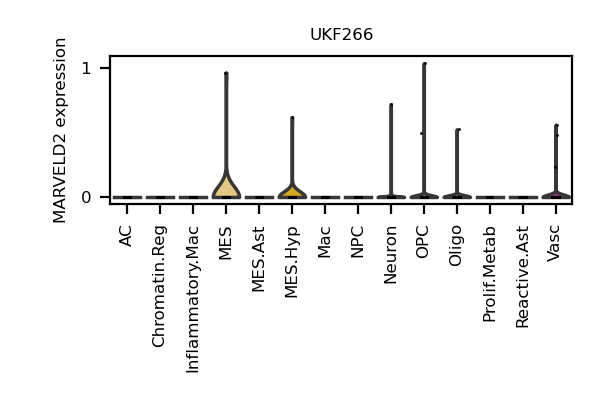 UKF266
MARVELD2 expression
1
0
AC
Chromatin.Reg
Inflammatory.Mac
MES
MES.Ast
MES.Hyp
Mac
NPC
Neuron
OPC
Oligo
Prolif.Metab
Reactive.Ast
Vasc